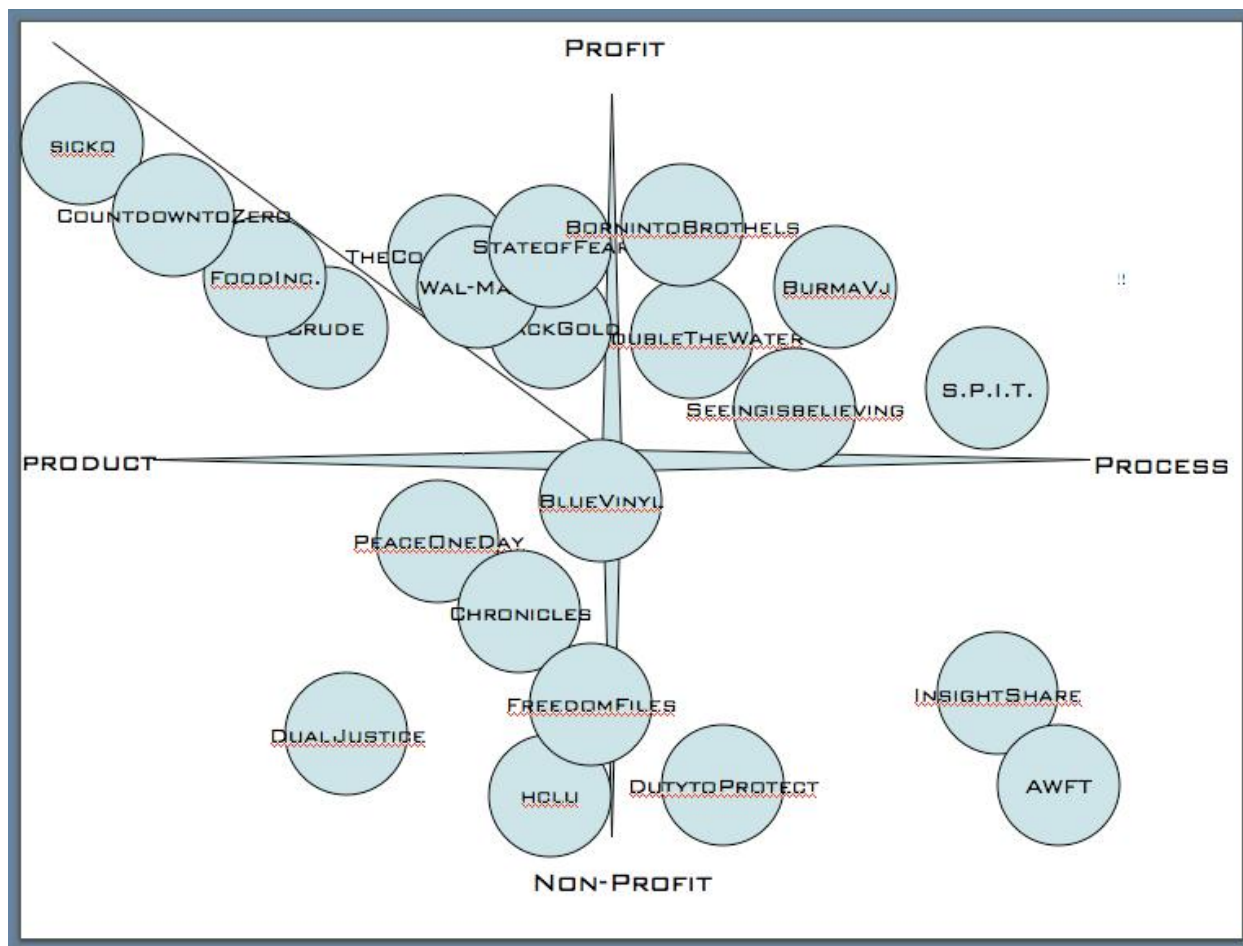 PROFIT
SICKO
COUNTDOWNTOZERO
BORNINTOBROTHELS
STATEOFFEAR
THECO
WAL-MA
FOODINC.
BURMAVJ
!!
CRUDE
ACKGOLD
OUBLETHEWATER
S.P.I.T.
SEEINGISBELIEVING
PRODUCT
PROCESS
BLUEVINYL
PEACEONEDAY
CHRONICLES
INSIGHTSHARE
FREEDOMFILES
DUALJUSTICE
HCLU
DUTYTOPROTECT
AWFT
NON-PROFIT